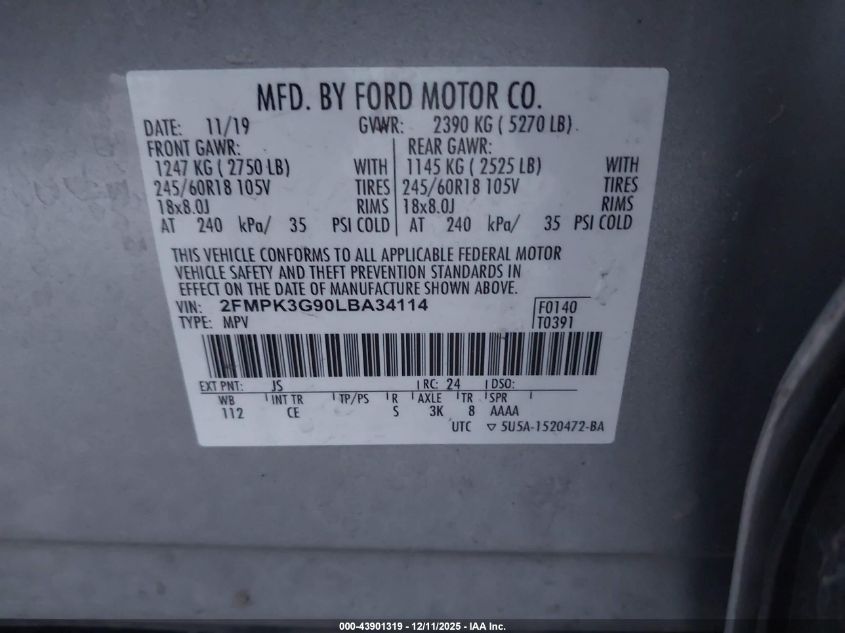 MFD. BY FORD MOTOR CO.
DATE: 11/19 GVWR: 2390 KG ( 5270 LB)
FRONT GAWR: REAR GAWR:
1247 KG ( 2750 LB) WITH 1145 KG ( 2525 LB) WITH
245/60R18 105V TIRES 245/60R18 105V TIRES
18x8.0J RIMS 18x8.0J RIMS
AT 240 kPa/ 35 PSI COLD AT 240 kPa/ 35 PSI COLD
THIS VEHICLE CONFORMS TO ALL APPLICABLE FEDERAL MOTOR
VEHICLE SAFETY AND THEFT PREVENTION STANDARDS IN
EFFECT ON THE DATE OF MANUFACTURE SHOWN ABOVE.
VIN: 2FMPK3G90LBA34114 F0140
TYPE: MPV T0391
EXT PNT: JS RC: 24 DSO:
WB INT TR TP/PS R AXLE TR SPR
112 CE S 3K 8 AAAA
UTC ▽ 5U5A-1520472-BA
000-43901319 - 12/11/2025 - IAA Inc.